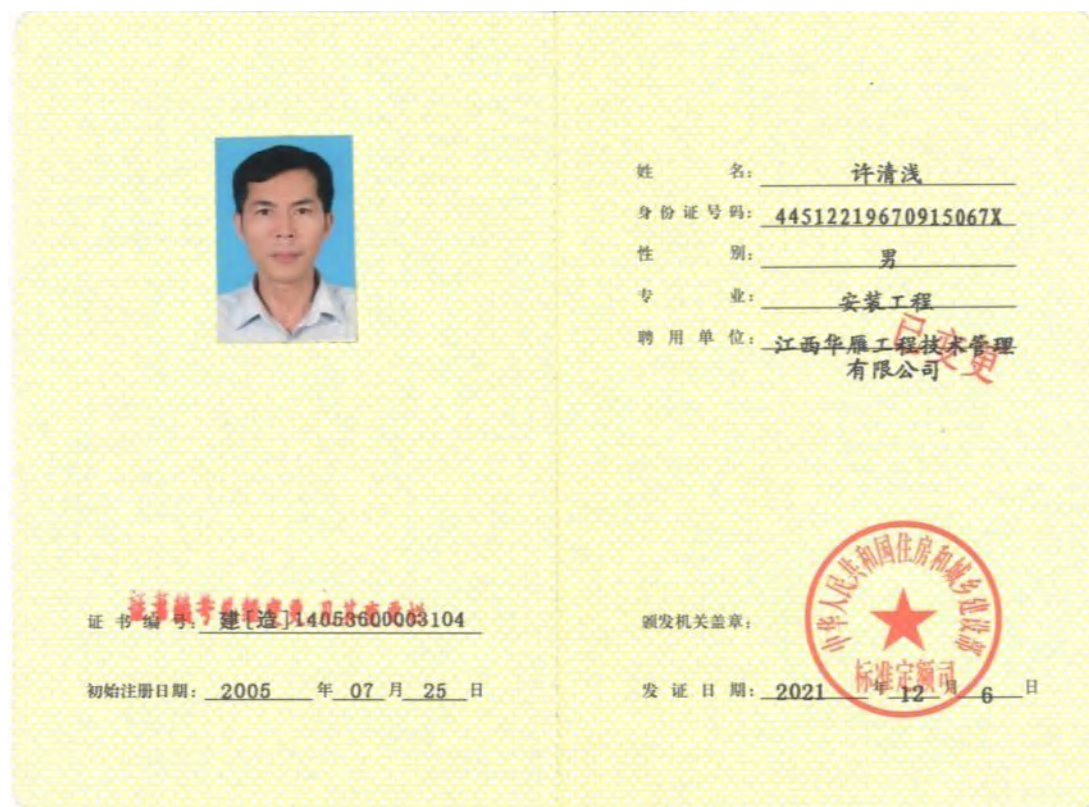 姓名: 许清浅
身份证号码: 44512219670915067X
性别: 男
专业: 安装工程
聘用单位: 江西华雁工程技术管理
有限公司
已变更
证书编号: 建[造]14053600003104
初始注册日期: 2005 年 07 月 25 日
颁发机关盖章:
中华人民共和国住房和城乡建设部
标准定额司
发证日期: 2021 年 12 月 6 日